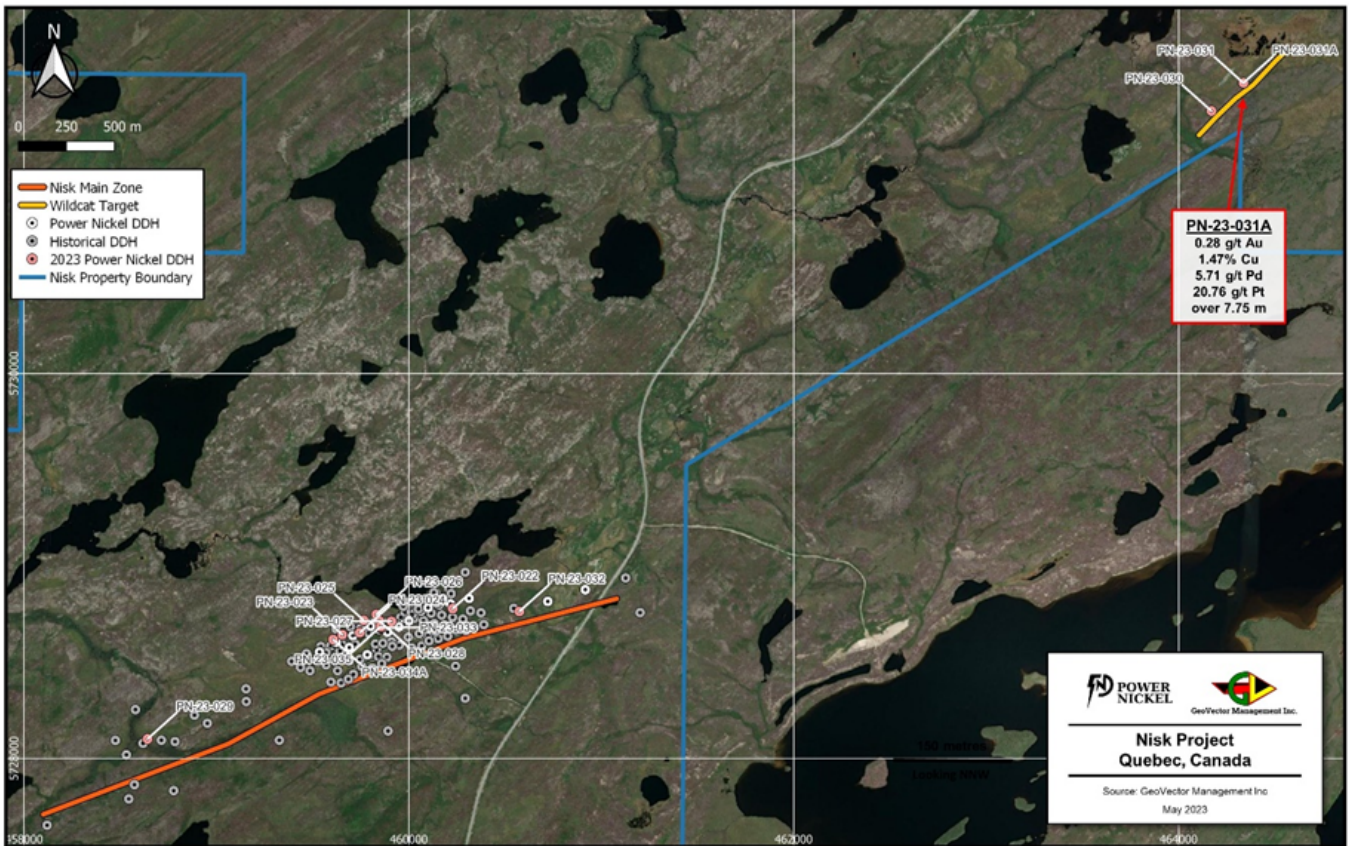 N
0 250 500 m
Nisk Main Zone
Wildcat Target
Power Nickel DDH
Historical DDH
2023 Power Nickel DDH
Nisk Property Boundary
PN-23-031
PN-23-031A
PN-23-030
PN-23-031A
0.28 g/t Au
1.47% Cu
5.71 g/t Pd
20.76 g/t Pt
over 7.75 m
5730000
PN-23-025
PN-23-026
PN-23-022
PN-23-032
PN-23-023
PN-23-024
PN-23-027
PN-23-033
PN-23-035
PN-23-028
PN-23-034A
PN-23-029
5728000
458000
460000
462000
464000
150 metres
Looking NNW
POWER
NICKEL
GeoVector Management Inc.
Nisk Project
Quebec, Canada
Source: GeoVector Management Inc
May 2023